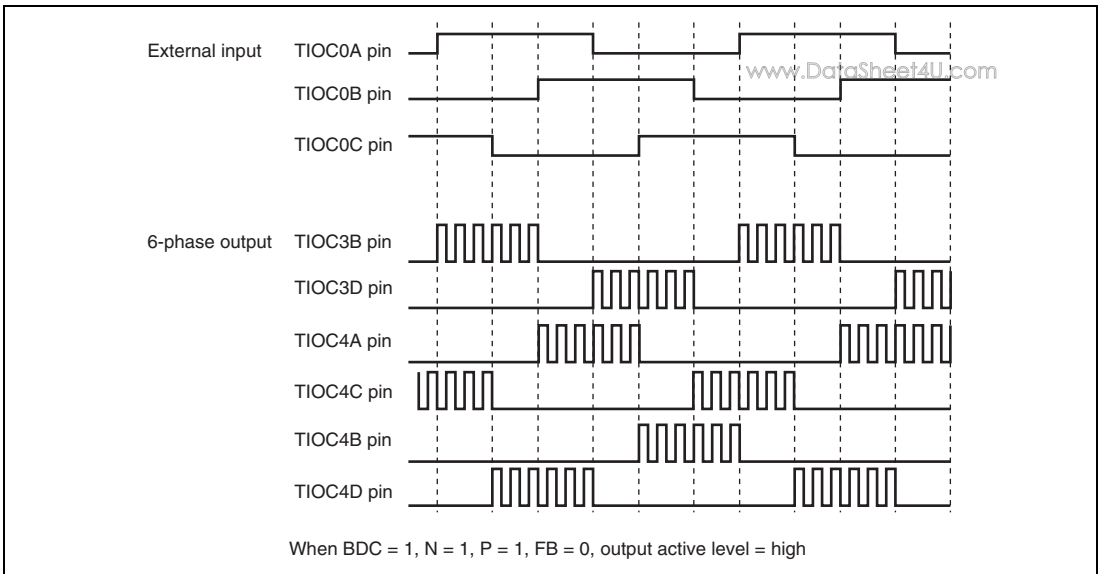 External input TIOC0A pin
www.DataSheet4U.com
TIOC0B pin
TIOC0C pin
6-phase output TIOC3B pin
TIOC3D pin
TIOC4A pin
TIOC4C pin
TIOC4B pin
TIOC4D pin
When BDC = 1, N = 1, P = 1, FB = 0, output active level = high